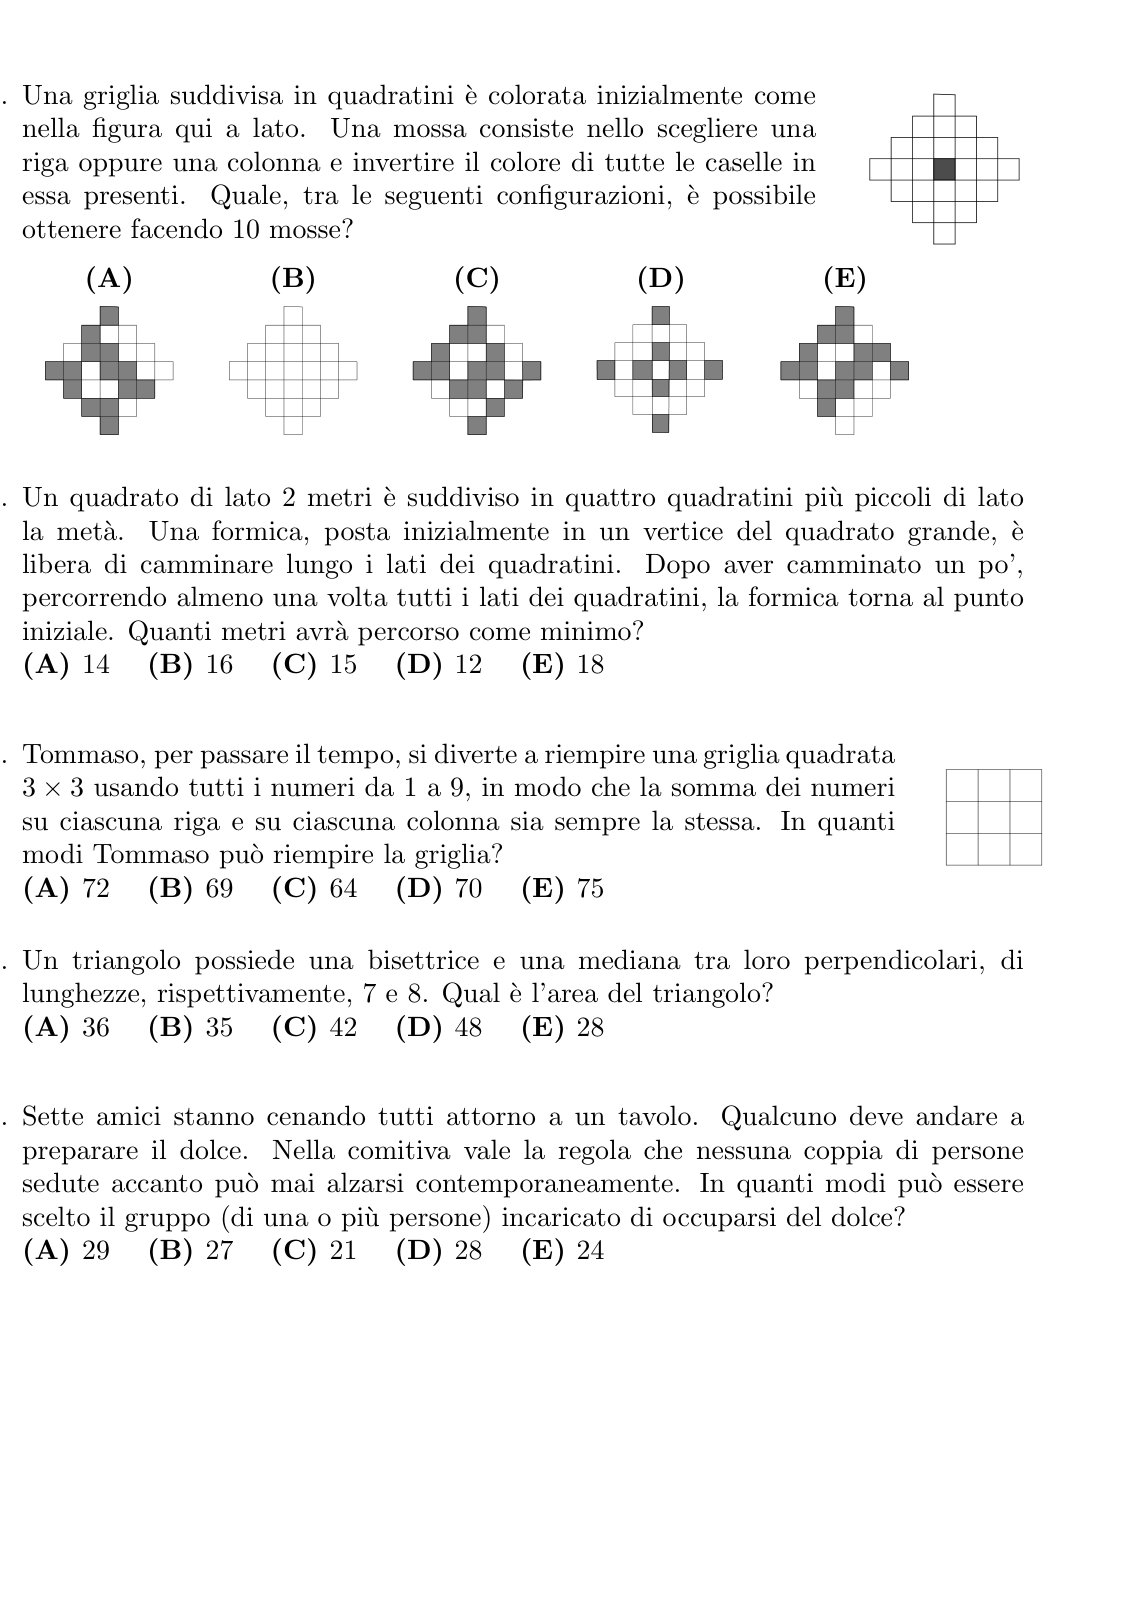 . Una griglia suddivisa in quadratini è colorata inizialmente come
nella figura qui a lato. Una mossa consiste nello scegliere una
riga oppure una colonna e invertire il colore di tutte le caselle in
essa presenti. Quale, tra le seguenti configurazioni, è possibile
ottenere facendo 10 mosse?
(A) (B) (C) (D) (E)
. Un quadrato di lato 2 metri è suddiviso in quattro quadratini più piccoli di lato
la metà. Una formica, posta inizialmente in un vertice del quadrato grande, è
libera di camminare lungo i lati dei quadratini. Dopo aver camminato un po',
percorrendo almeno una volta tutti i lati dei quadratini, la formica torna al punto
iniziale. Quanti metri avrà percorso come minimo?
(A) 14 (B) 16 (C) 15 (D) 12 (E) 18
. Tommaso, per passare il tempo, si diverte a riempire una griglia quadrata
3 × 3 usando tutti i numeri da 1 a 9, in modo che la somma dei numeri
su ciascuna riga e su ciascuna colonna sia sempre la stessa. In quanti
modi Tommaso può riempire la griglia?
(A) 72 (B) 69 (C) 64 (D) 70 (E) 75
. Un triangolo possiede una bisettrice e una mediana tra loro perpendicolari, di
lunghezze, rispettivamente, 7 e 8. Qual è l'area del triangolo?
(A) 36 (B) 35 (C) 42 (D) 48 (E) 28
. Sette amici stanno cenando tutti attorno a un tavolo. Qualcuno deve andare a
preparare il dolce. Nella comitiva vale la regola che nessuna coppia di persone
sedute accanto può mai alzarsi contemporaneamente. In quanti modi può essere
scelto il gruppo (di una o più persone) incaricato di occuparsi del dolce?
(A) 29 (B) 27 (C) 21 (D) 28 (E) 24